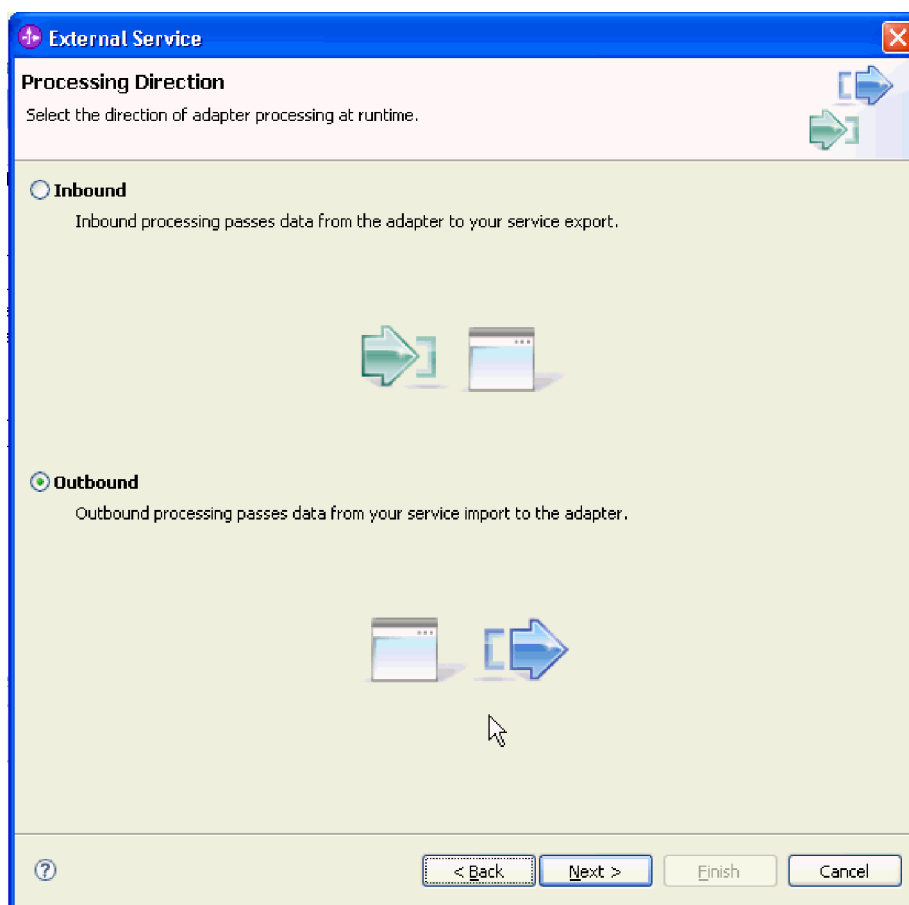 External Service
Processing Direction
Select the direction of adapter processing at runtime.
Inbound
Inbound processing passes data from the adapter to your service export.
Outbound
Outbound processing passes data from your service import to the adapter.
< Back
Next >
Finish
Cancel